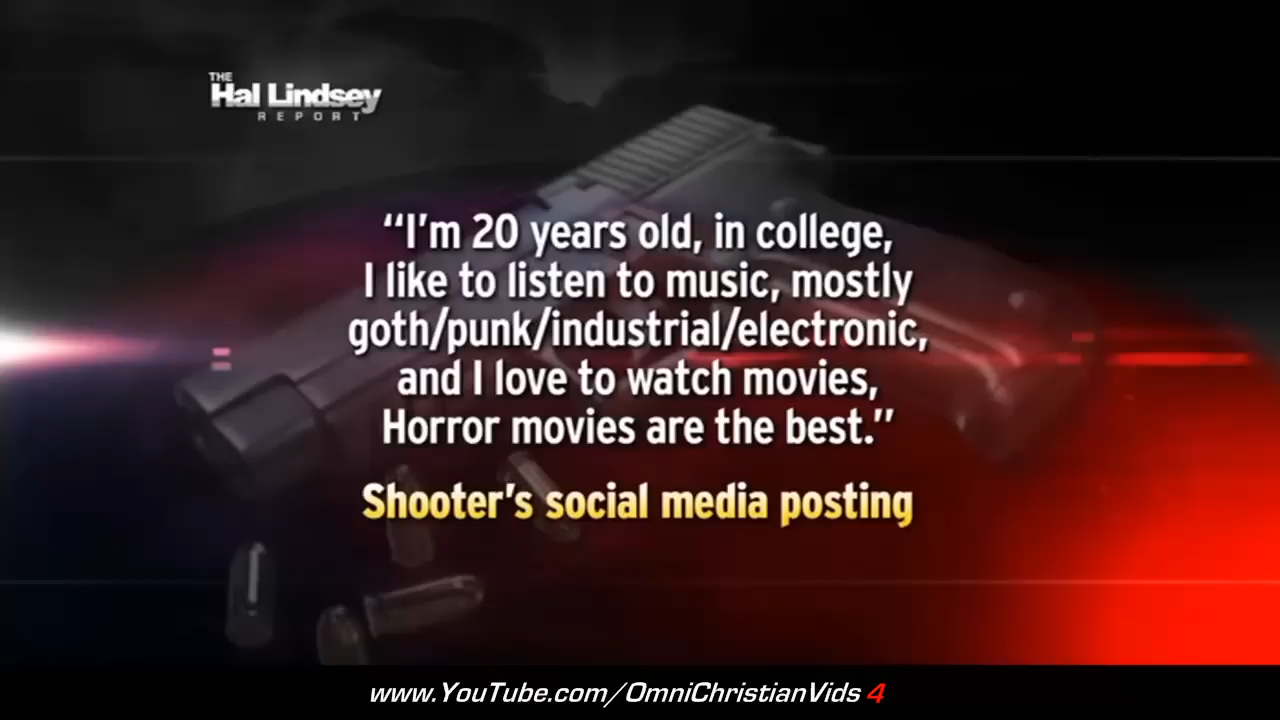 THE
Hal Lindsey
REPORT
“I’m 20 years old, in college,
I like to listen to music, mostly
goth/punk/industrial/electronic,
and I love to watch movies,
Horror movies are the best.”
Shooter’s social media posting
www.YouTube.com/OmniChristianVids 4